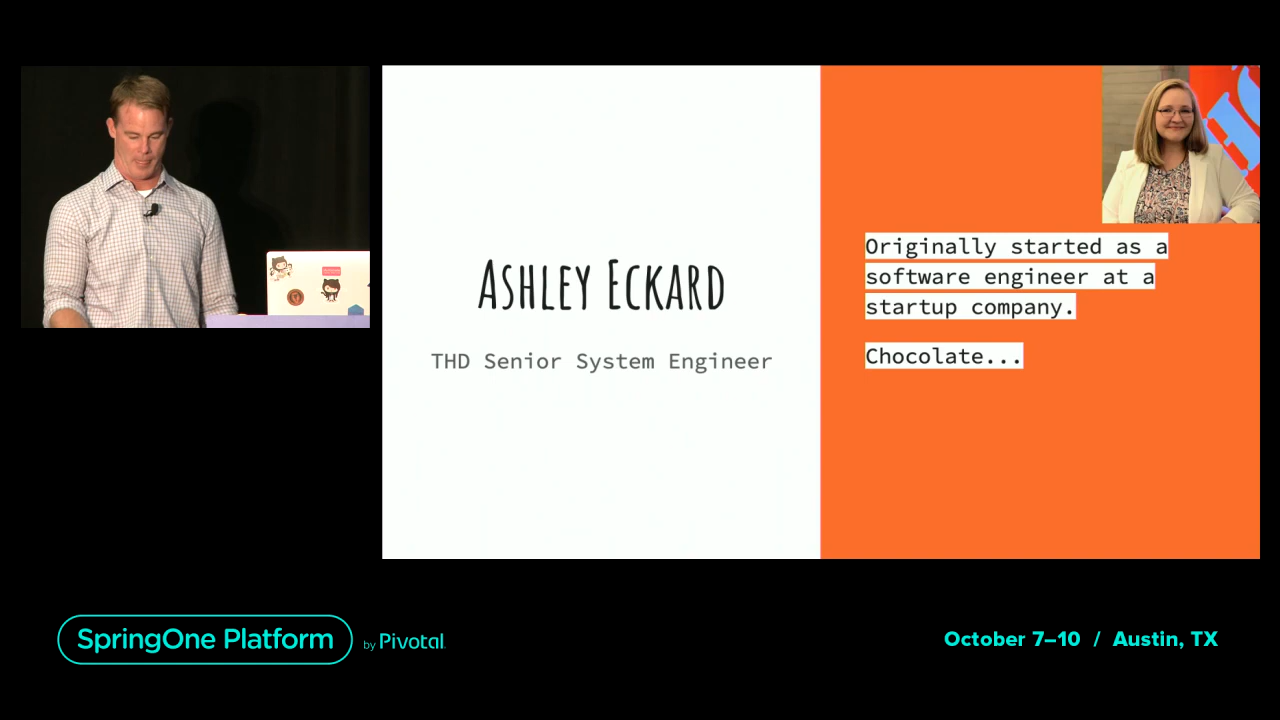 Ashley Eckard
THD Senior System Engineer
Originally started as a
software engineer at a
startup company.
Chocolate...
SpringOne Platform
by Pivotal
October 7–10 / Austin, TX